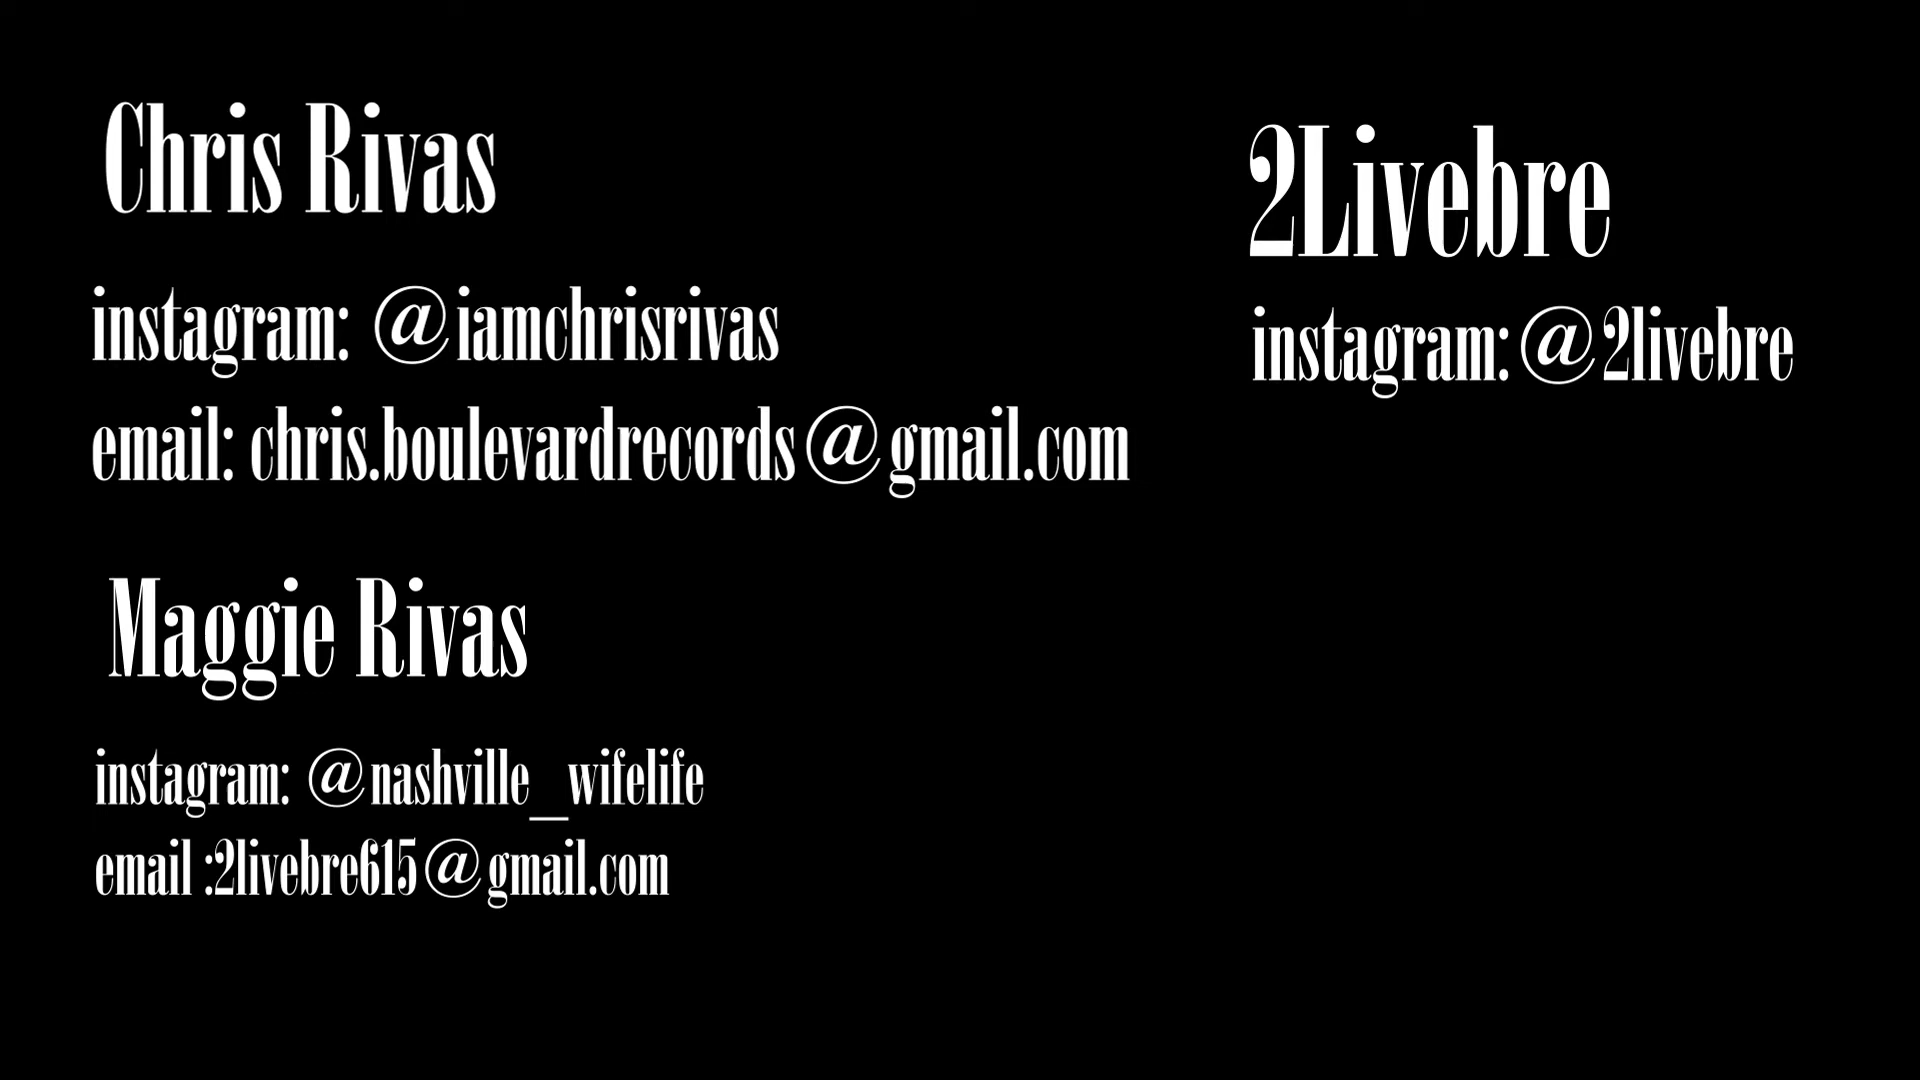 Chris Rivas
instagram: @iamchrisrivas
email: chris.boulevardrecords@gmail.com
Maggie Rivas
instagram: @nashville_wifelife
email :2livebre615@gmail.com
2Livebre
instagram:@2livebre